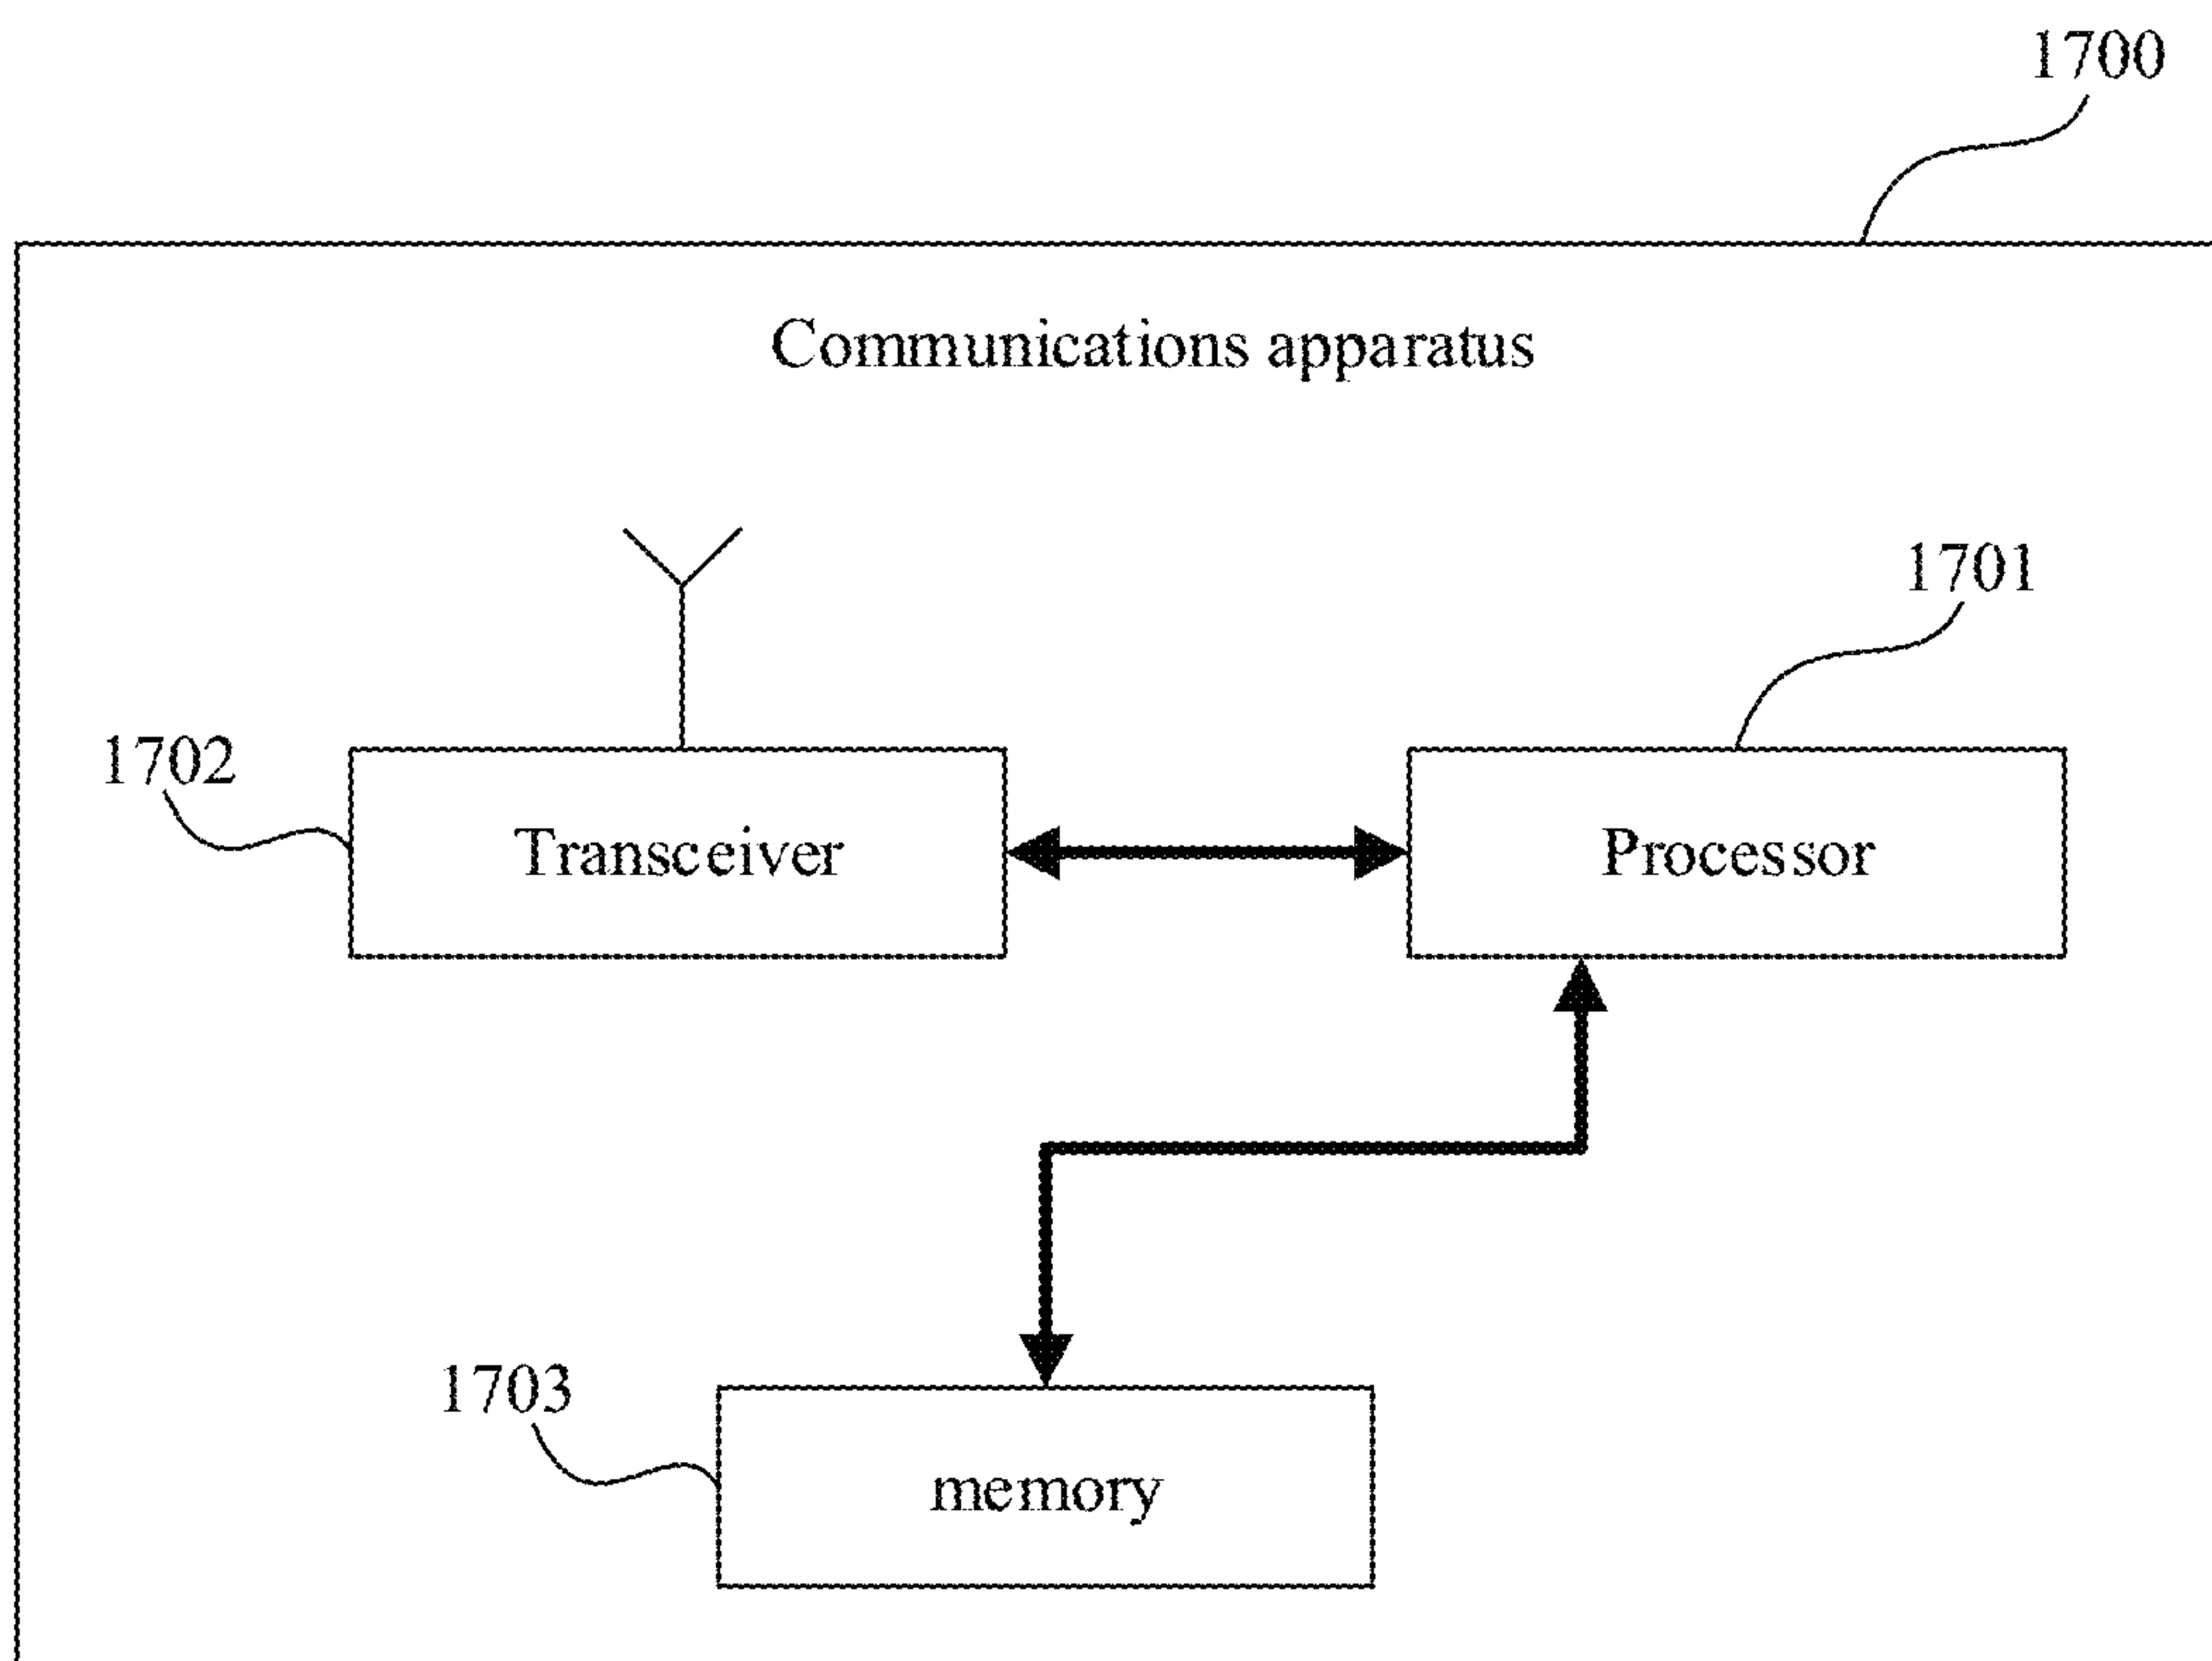 1700
Communications apparatus
1701
1702
Transceiver
Processor
1703
memory